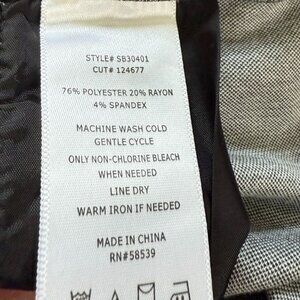 STYLE# SB30401
CUT# 124677
76% POLYESTER 20% RAYON
4% SPANDEX
MACHINE WASH COLD
GENTLE CYCLE
ONLY NON-CHLORINE BLEACH
WHEN NEEDED
LINE DRY
WARM IRON IF NEEDED
MADE IN CHINA
RN#58539